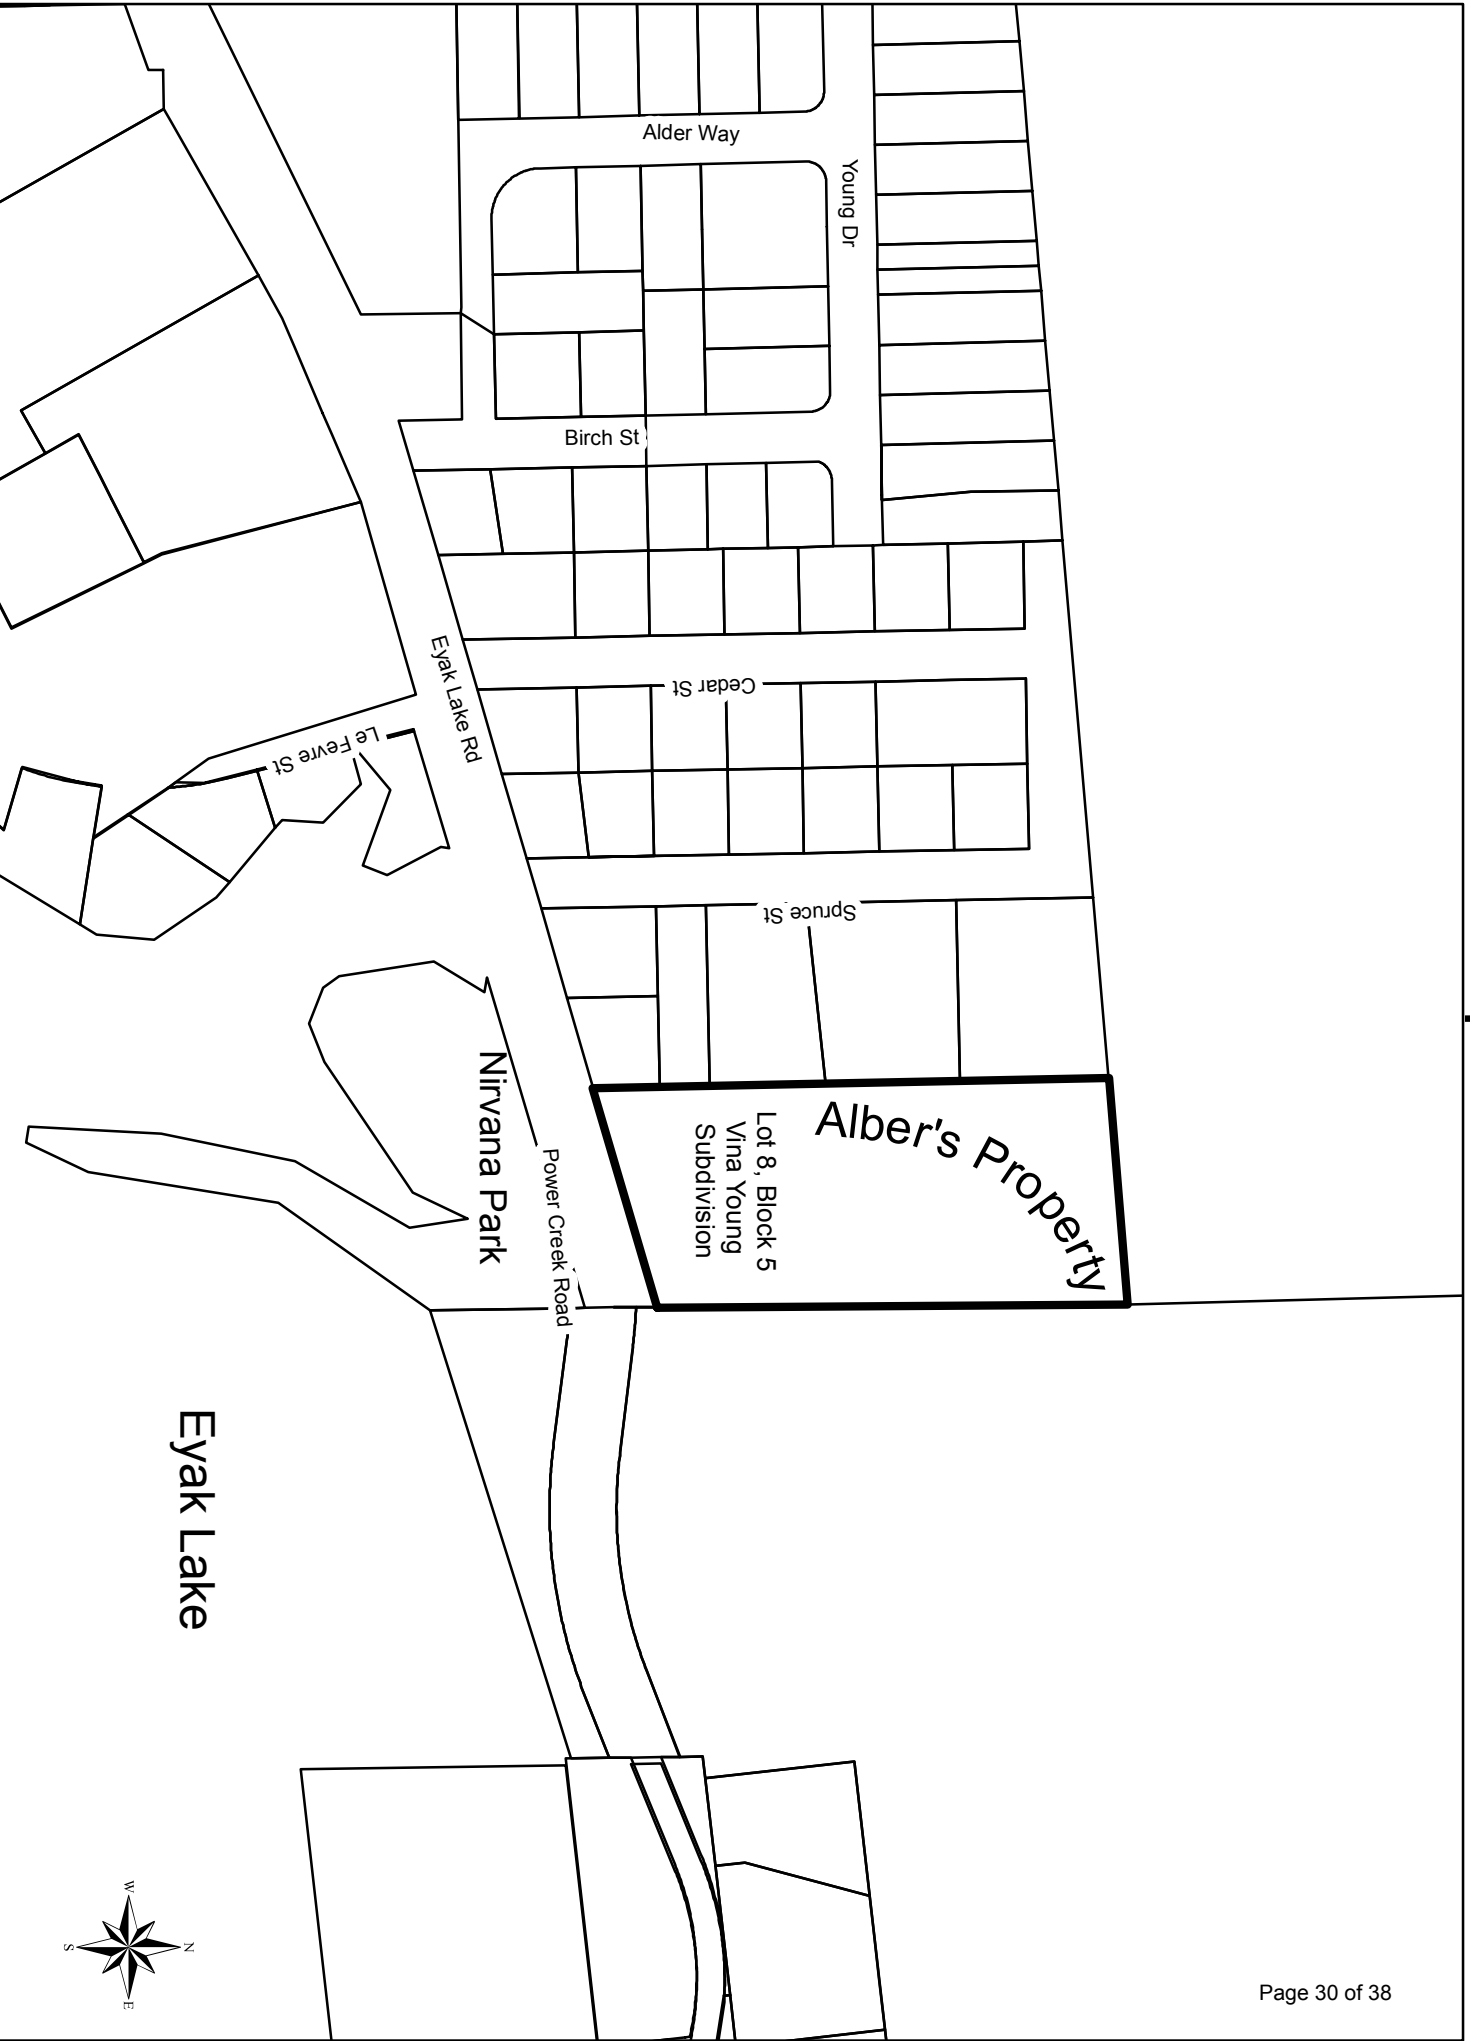 Alder Way
Young Dr
Birch St
Eyak Lake Rd
Cedar St
Le Fevre St
Spruce St
Nirvana Park
Power Creek Road
Alber's Property
Lot 8, Block 5
Vina Young
Subdivision
Eyak Lake
W
N
S
E
Page 30 of 38